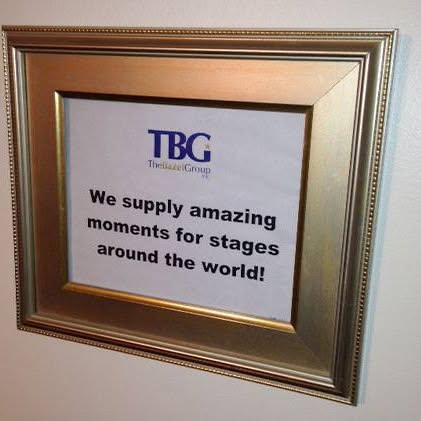 TBG
TheBazelGroup
We supply amazing
moments for stages
around the world!